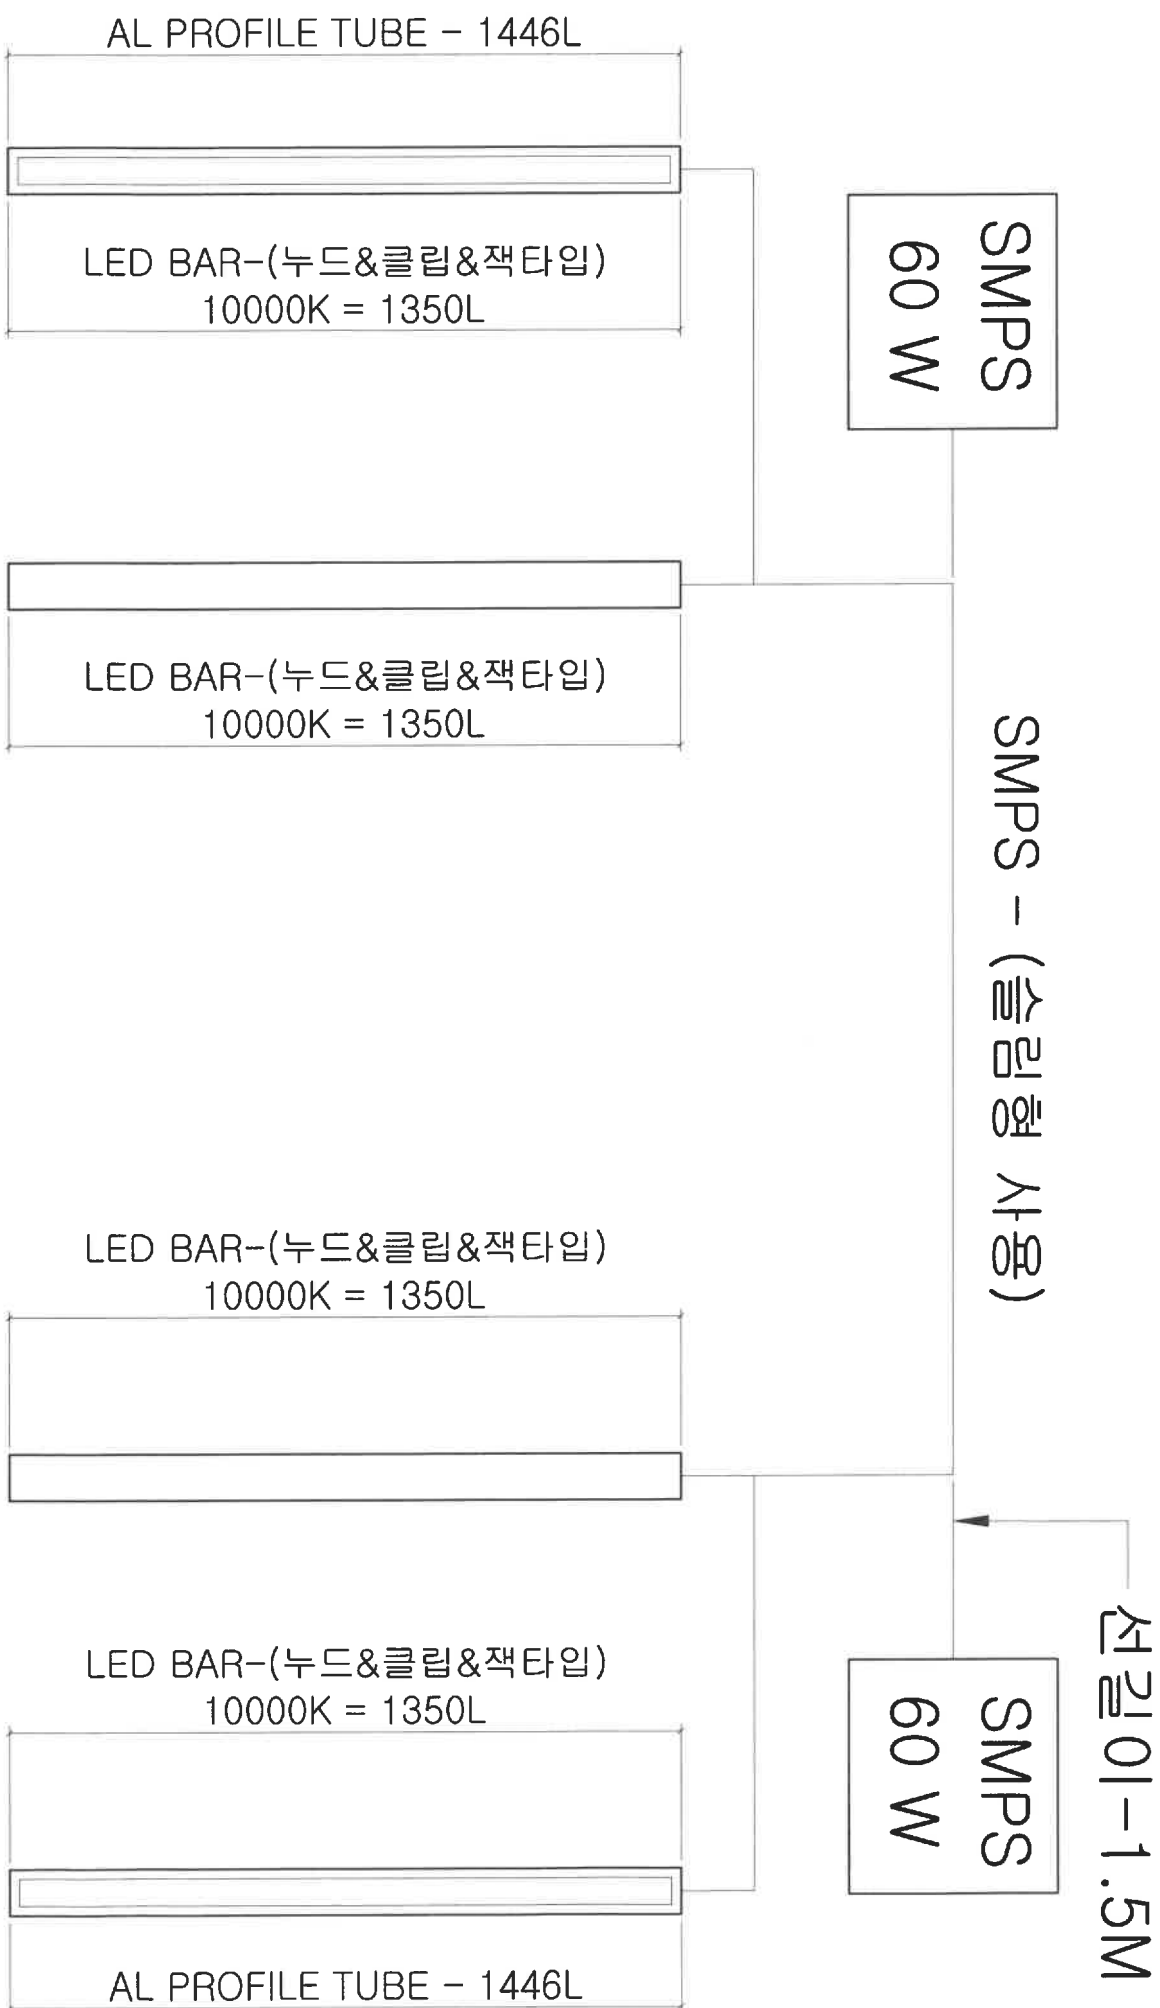 AL PROFILE TUBE - 1446L
LED BAR-(누드&클립&잭타입)
10000K = 1350L
SMPS
60 W
LED BAR-(누드&클립&잭타입)
10000K = 1350L
SMPS - (슬림형 사용)
LED BAR-(누드&클립&잭타입)
10000K = 1350L
선길이-1.5M
SMPS
60 W
LED BAR-(누드&클립&잭타입)
10000K = 1350L
AL PROFILE TUBE - 1446L